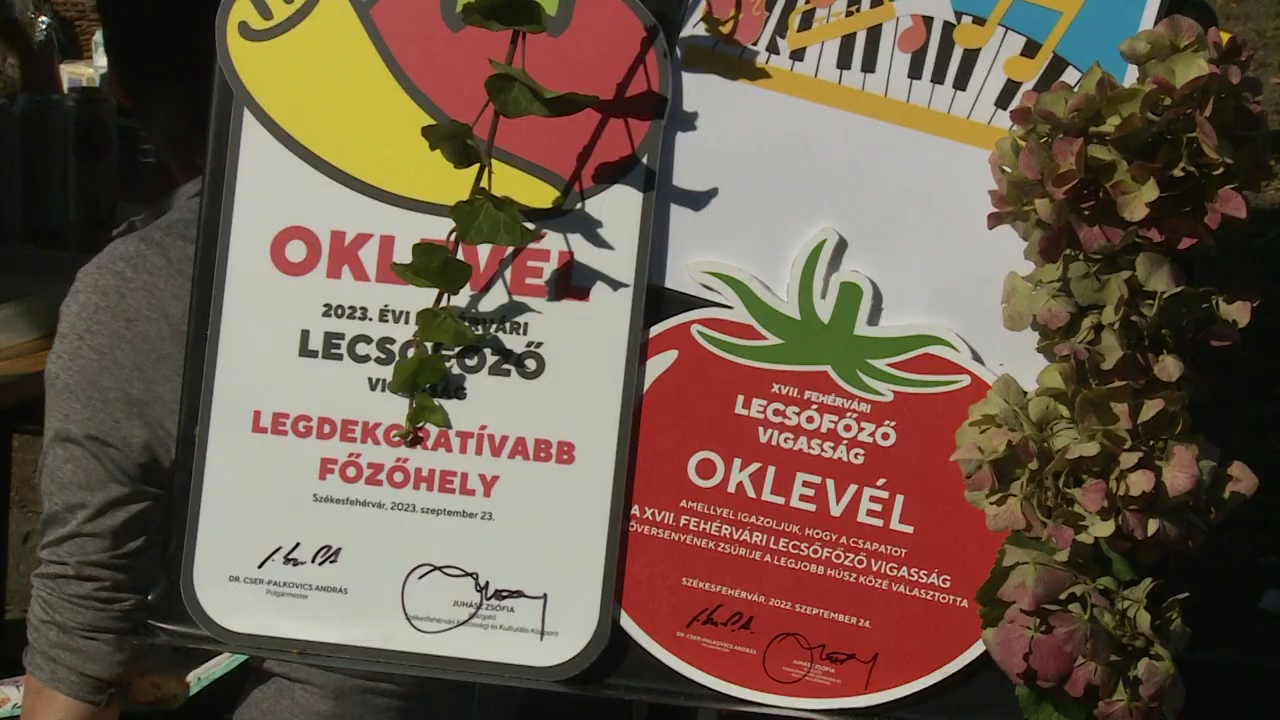 OKLEVÉL
2023. ÉVI FEHÉRVÁRI
LECSÓFŐZŐ
VIGASSÁG
LEGDEKORATÍVABB
FŐZŐHELY
Székesfehérvár, 2023. szeptember 23.
DR. CSER-PALKOVICS ANDRÁS
Polgármester
JUHÁSZ ZSÓFIA
Igazgató
Székesfehérvári Közösségi és Kulturális Központ
XVII. FEHÉRVÁRI
LECSÓFŐZŐ
VIGASSÁG
OKLEVÉL
AMELLYEL IGAZOLJUK, HOGY A CSAPATOT
A XVII. FEHÉRVÁRI LECSÓFŐZŐ VIGASSÁG
ŐVERSENYÉNEK ZSŰRIJE A LEGJOBB HÚSZ KÖZÉ VÁLASZTOTTA
SZÉKESFEHÉRVÁR, 2022. SZEPTEMBER 24.
DR. CSER-PALKOVICS ANDRÁS
JUHÁSZ ZSÓFIA